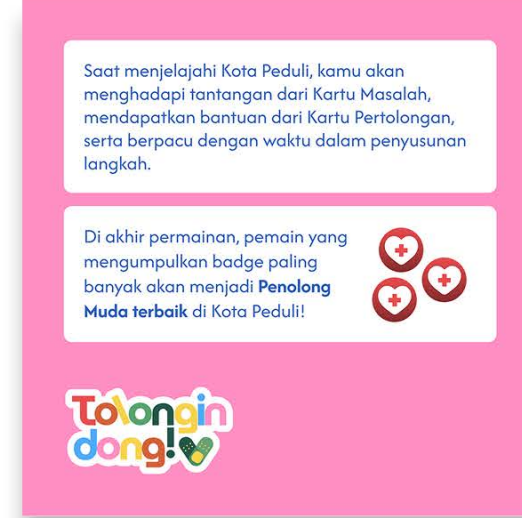 Saat menjelajahi Kota Peduli, kamu akan
menghadapi tantangan dari Kartu Masalah,
mendapatkan bantuan dari Kartu Pertolongan,
serta berpacu dengan waktu dalam penyusunan
langkah.
Di akhir permainan, pemain yang
mengumpulkan badge paling
banyak akan menjadi Penolong
Muda terbaik di Kota Peduli!
Tolongin
dong!